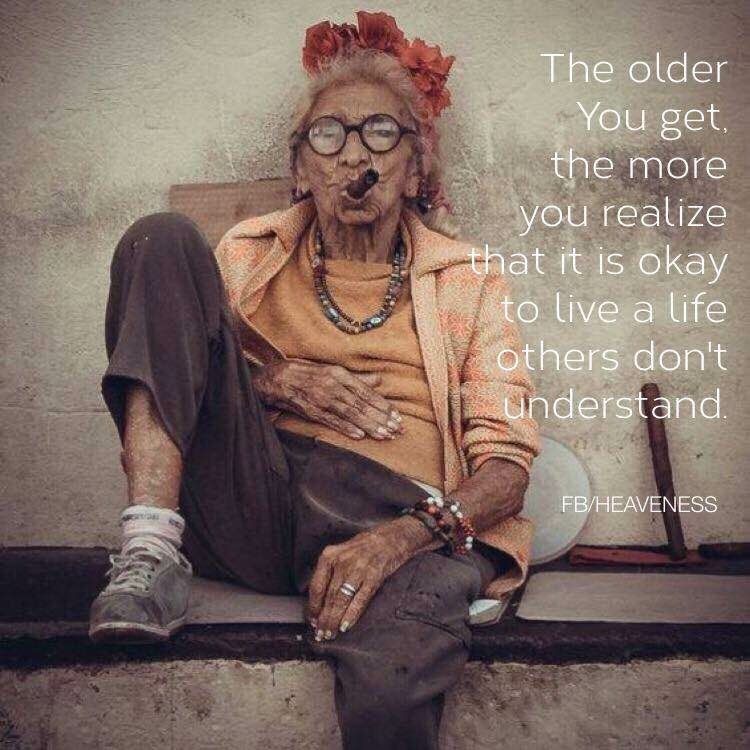 The older
You get,
the more
you realize
that it is okay
to live a life
others don't
understand.
FB/HEAVENESS